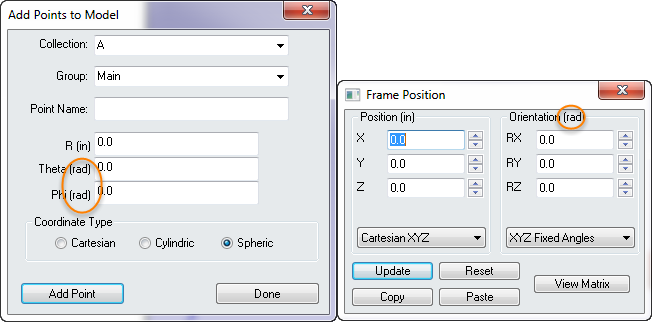 Add Points to Model
Collection: A
Group: Main
Point Name:
R (in) 0.0
Theta (rad) 0.0
Phi (rad) 0.0
Coordinate Type
Cartesian Cylindric Spheric
Add Point Done
Frame Position
Position (in) Orientation (rad)
X 0.0 RX 0.0
Y 0.0 RY 0.0
Z 0.0 RZ 0.0
Cartesian XYZ XYZ Fixed Angles
Update Reset
View Matrix
Copy Paste